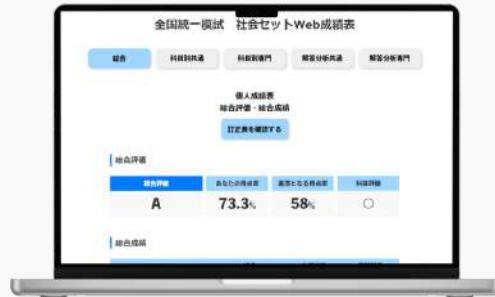 全国統一模試　社会セットWeb成績表
総合　科目別共通　科目別専門　解答分析共通　解答分析専門
個人成績表
総合評価・総合成績
訂正表を確認する
総合評価
総合評価　あなたの得点率　基準となる得点率　科目評価
A　73.3%　58%　〇
総合成績